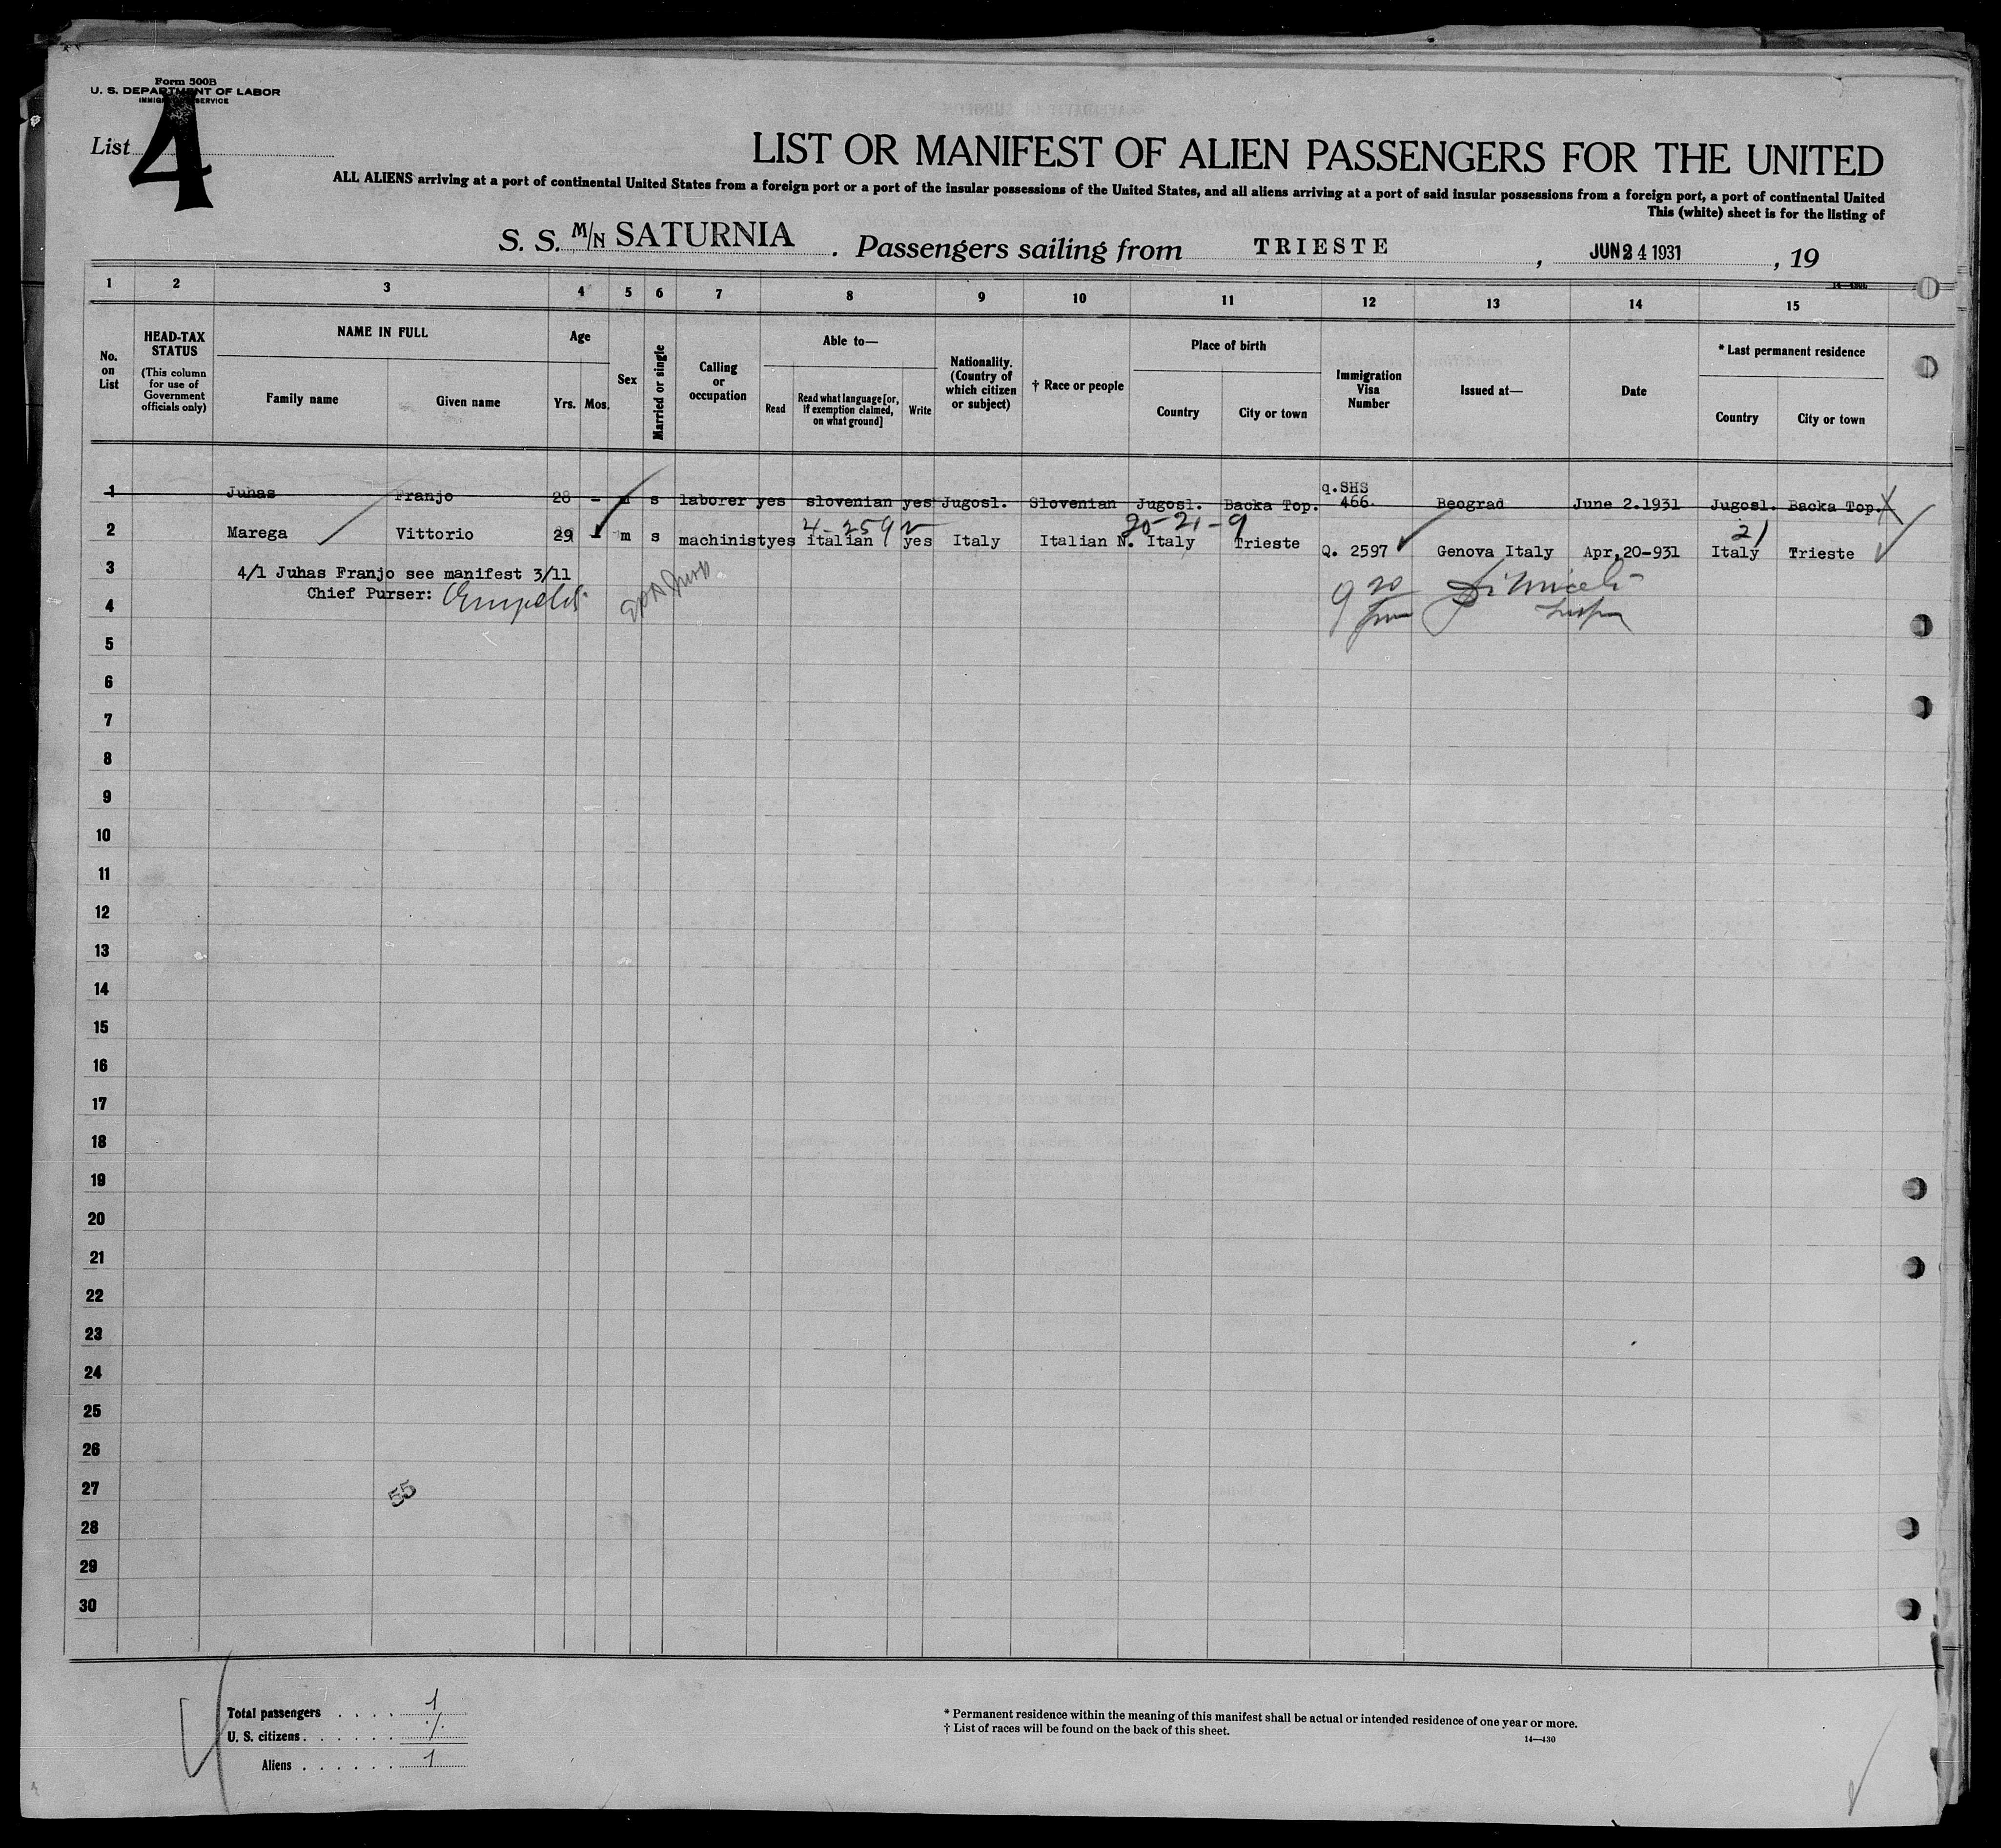 Form 500B
U. S. DEPARTMENT OF LABOR
IMMIGRATION SERVICE
List 4
LIST OR MANIFEST OF ALIEN PASSENGERS FOR THE UNITED
ALL ALIENS arriving at a port of continental United States from a foreign port or a port of the insular possessions of the United States, and all aliens arriving at a port of said insular possessions from a foreign port, a port of continental United
This (white) sheet is for the listing of
S. S. M/N SATURNIA . Passengers sailing from TRIESTE , JUN 24 1931 , 19
1 2 3 4 5 6 7 8 9 10 11 12 13 14 15
No. on List
HEAD-TAX STATUS (This column for use of Government officials only)
NAME IN FULL
Family name Given name
Age
Yrs. Mos.
Sex
Married or single
Calling or occupation
Able to—
Read
Read what language [or, if exemption claimed, on what ground]
Write
Nationality. (Country of which citizen or subject)
† Race or people
Place of birth
Country City or town
Immigration Visa Number
Issued at—
Date
* Last permanent residence
Country City or town
1 Juhas Franjo 28 – m s laborer yes slovenian yes Jugosl. Slovenian Jugosl. Backa Top. q.SHS 466. Beograd June 2.1931 Jugosl. Backa Top. X
4-259 20-21-9 21
2 Marega Vittorio 29 m s machinist yes italian yes Italy Italian N. Italy Trieste Q. 2597 Genova Italy Apr,20-931 Italy Trieste
3 4/1 Juhas Franjo see manifest 3/11
Chief Purser:
9 20
4
5
6
7
8
9
10
11
12
13
14
15
16
17
18
19
20
21
22
23
24
25
26
27
55
28
29
30
Total passengers . . . . 1
U. S. citizens . . . . . . ./.
Aliens . . . . . . 1
* Permanent residence within the meaning of this manifest shall be actual or intended residence of one year or more.
† List of races will be found on the back of this sheet.
14—430